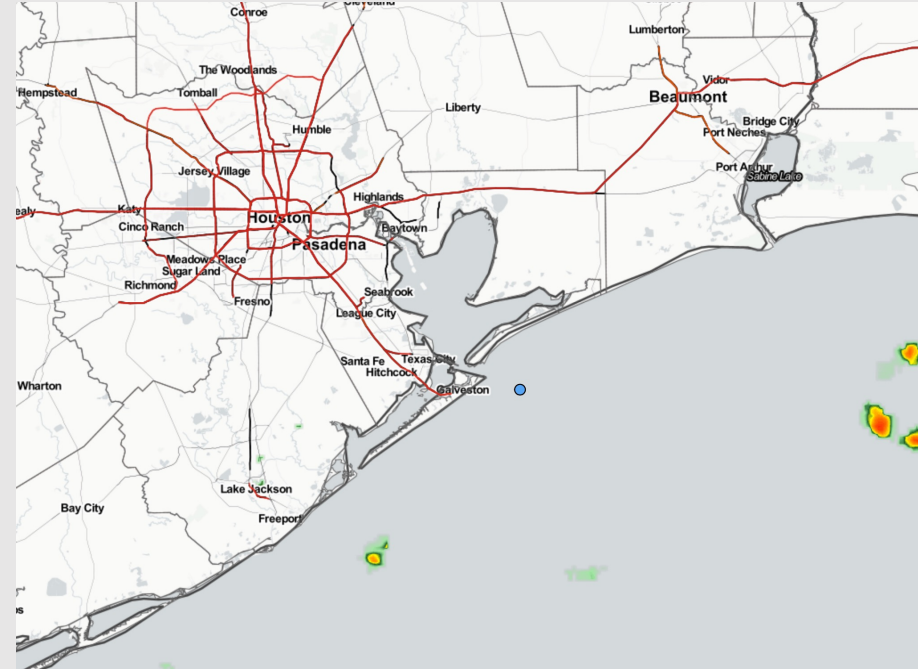 Conroe
Cleveland
Lumberton
The Woodlands
Vidor
Hempstead
Tomball
Beaumont
Liberty
Bridge City
Humble
Port Neches
Jersey Village
Port Arthur
Sabine Lake
Highlands
Katy
ealy
Houston
Cinco Ranch
Baytown
Pasadena
Meadows Place
Sugar Land
Richmond
Seabrook
Fresno
League City
Texas City
Santa Fe
Hitchcock
Wharton
Galveston
Lake Jackson
Bay City
Freeport